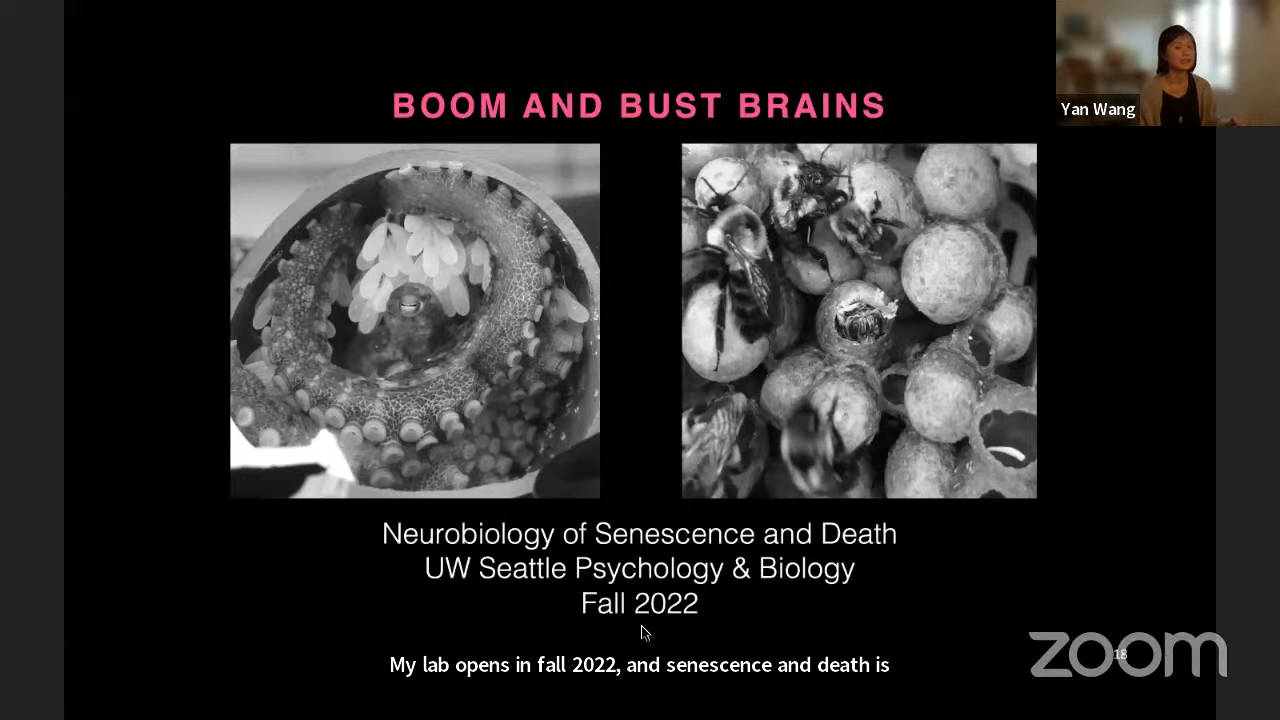 BOOM AND BUST BRAINS
Yan Wang
Neurobiology of Senescence and Death
UW Seattle Psychology & Biology
Fall 2022
My lab opens in fall 2022, and senescence and death is
zoom
18